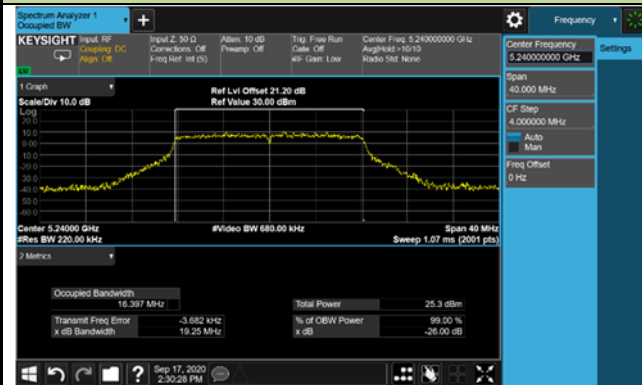 Spectrum Analyzer 1
Occupied BW
Frequency
KEYSIGHT
Input: RF
Coupling: DC
Align: Off
Input Z: 50 Ω
Corrections: Off
Freq Ref: Int (S)
Atten: 10 dB
Preamp: Off
Trig: Free Run
Gate: Off
#IF Gain: Low
Center Freq: 5.240000000 GHz
Avg|Hold:>10/10
Radio Std: None
Center Frequency
5.240000000 GHz
Settings
Span
40.000 MHz
CF Step
4.000000 MHz
Auto
Man
Freq Offset
0 Hz
1 Graph
Scale/Div 10.0 dB
Ref Lvl Offset 21.20 dB
Ref Value 30.00 dBm
Log
20.0
10.0
0.00
-10.0
-20.0
-30.0
-40.0
-50.0
-60.0
Center 5.24000 GHz
#Video BW 680.00 kHz
Span 40 MHz
#Res BW 220.00 kHz
Sweep 1.07 ms (2001 pts)
2 Metrics
Occupied Bandwidth
16.397 MHz
Total Power 25.3 dBm
Transmit Freq Error -3.682 kHz
% of OBW Power 99.00 %
x dB Bandwidth 19.25 MHz
x dB -26.00 dB
Sep 17, 2020
2:30:28 PM